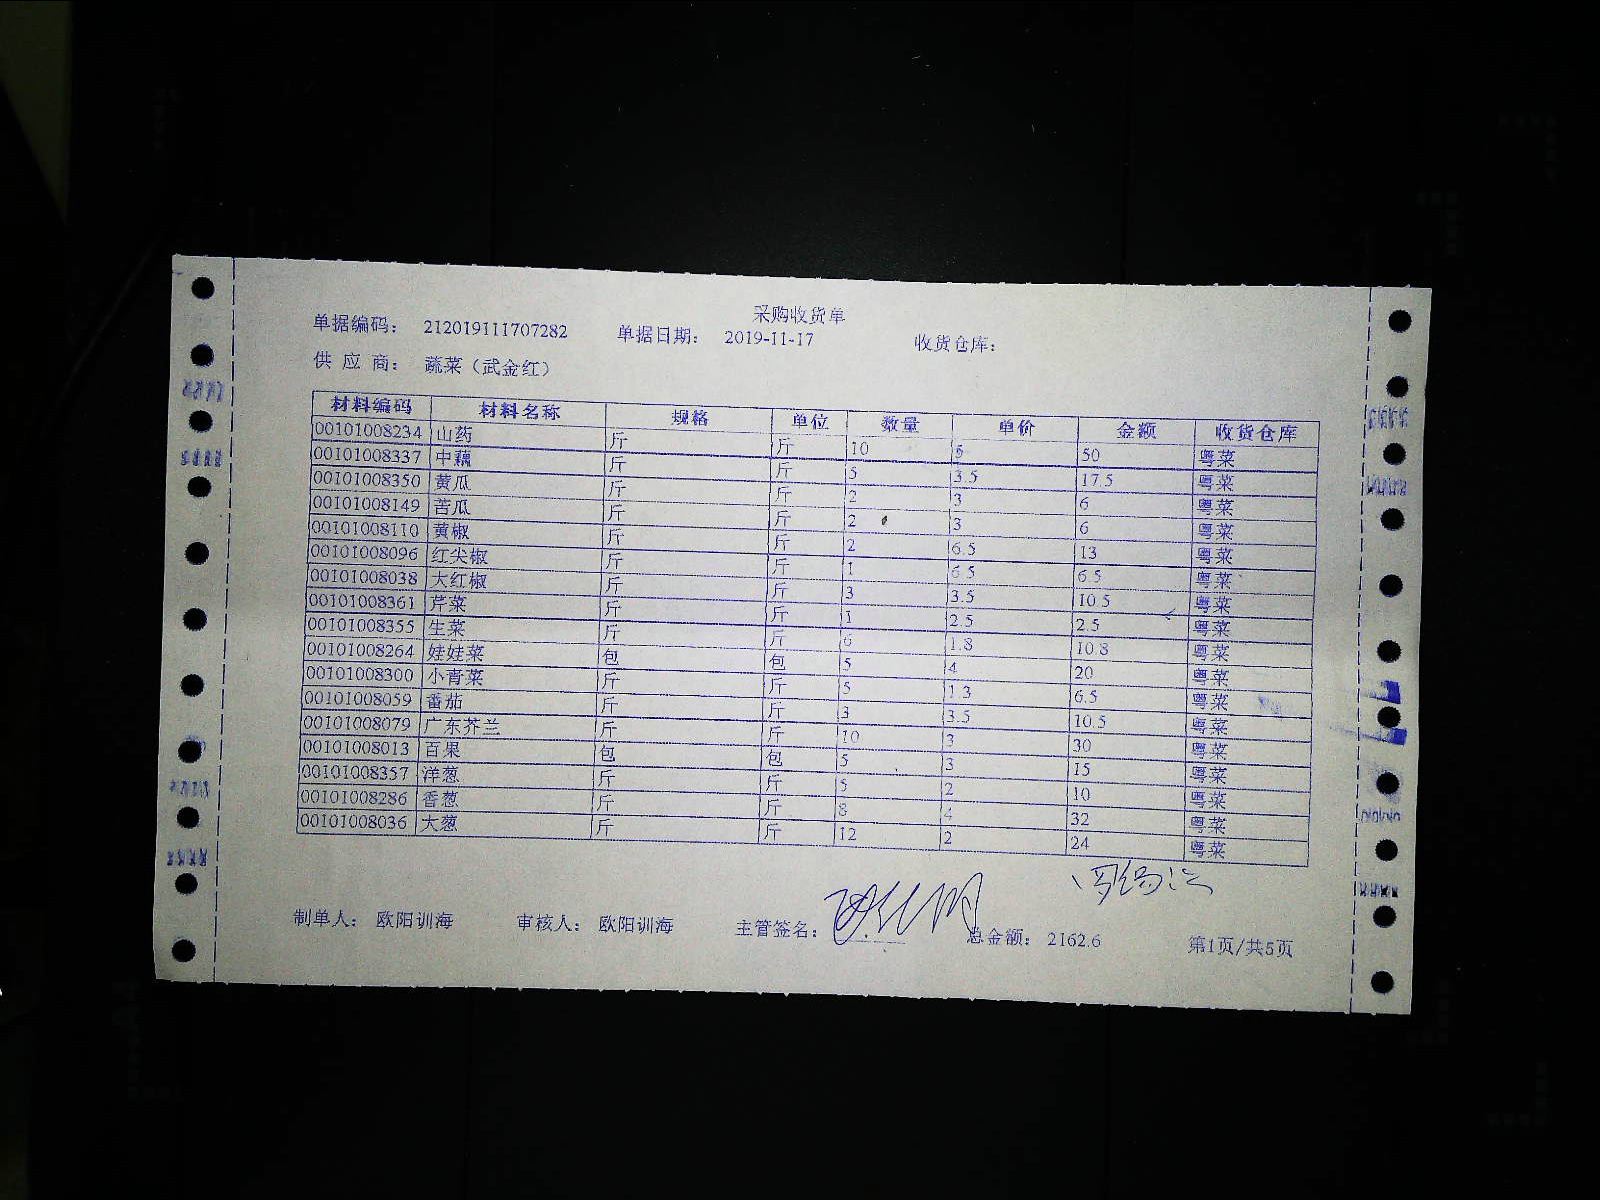 采购收货单
单据编码： 212019111707282 单据日期： 2019-11-17 收货仓库：
供 应 商： 蔬菜（武金红）
材料编码 材料名称 规格 单位 数量 单价 金额 收货仓库
00101008234 山药 斤 斤 10 5 50 粤菜
00101008337 中藕 斤 斤 5 3.5 17.5 粤菜
00101008350 黄瓜 斤 斤 2 3 6 粤菜
00101008149 苦瓜 斤 斤 2 3 6 粤菜
00101008110 黄椒 斤 斤 2 6.5 13 粤菜
00101008096 红尖椒 斤 斤 1 6.5 6.5 粤菜
00101008038 大红椒 斤 斤 3 3.5 10.5 粤菜
00101008361 芹菜 斤 斤 1 2.5 2.5 粤菜
00101008355 生菜 斤 斤 6 1.8 10.8 粤菜
00101008264 娃娃菜 包 包 5 4 20 粤菜
00101008300 小青菜 斤 斤 5 1.3 6.5 粤菜
00101008059 番茄 斤 斤 3 3.5 10.5 粤菜
00101008079 广东芥兰 斤 斤 10 3 30 粤菜
00101008013 百果 包 包 5 3 15 粤菜
00101008357 洋葱 斤 斤 5 2 10 粤菜
00101008286 香葱 斤 斤 8 4 32 粤菜
00101008036 大葱 斤 斤 12 2 24 粤菜
制单人： 欧阳训海 审核人： 欧阳训海 主管签名： 总金额： 2162.6 第1页/共5页